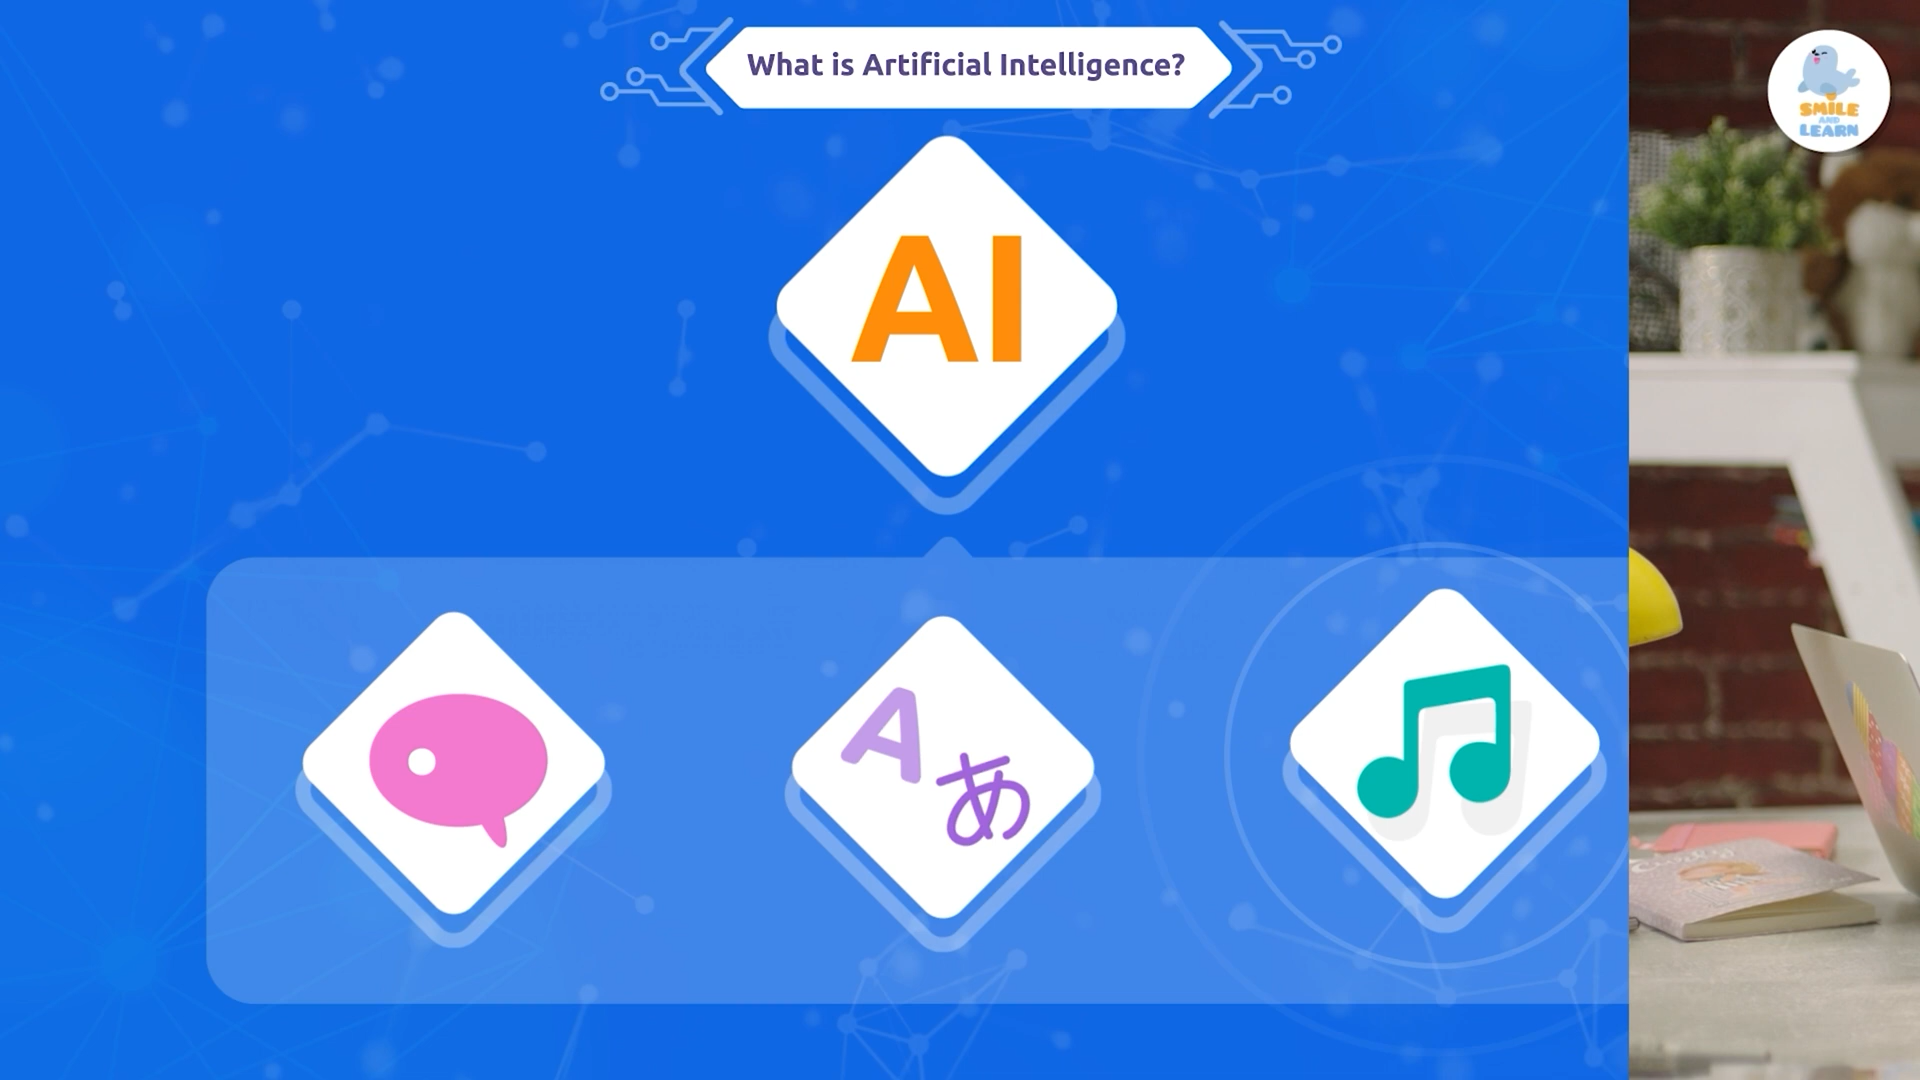 What is Artificial Intelligence?
SMILE
AND
LEARN
AI
A
あ